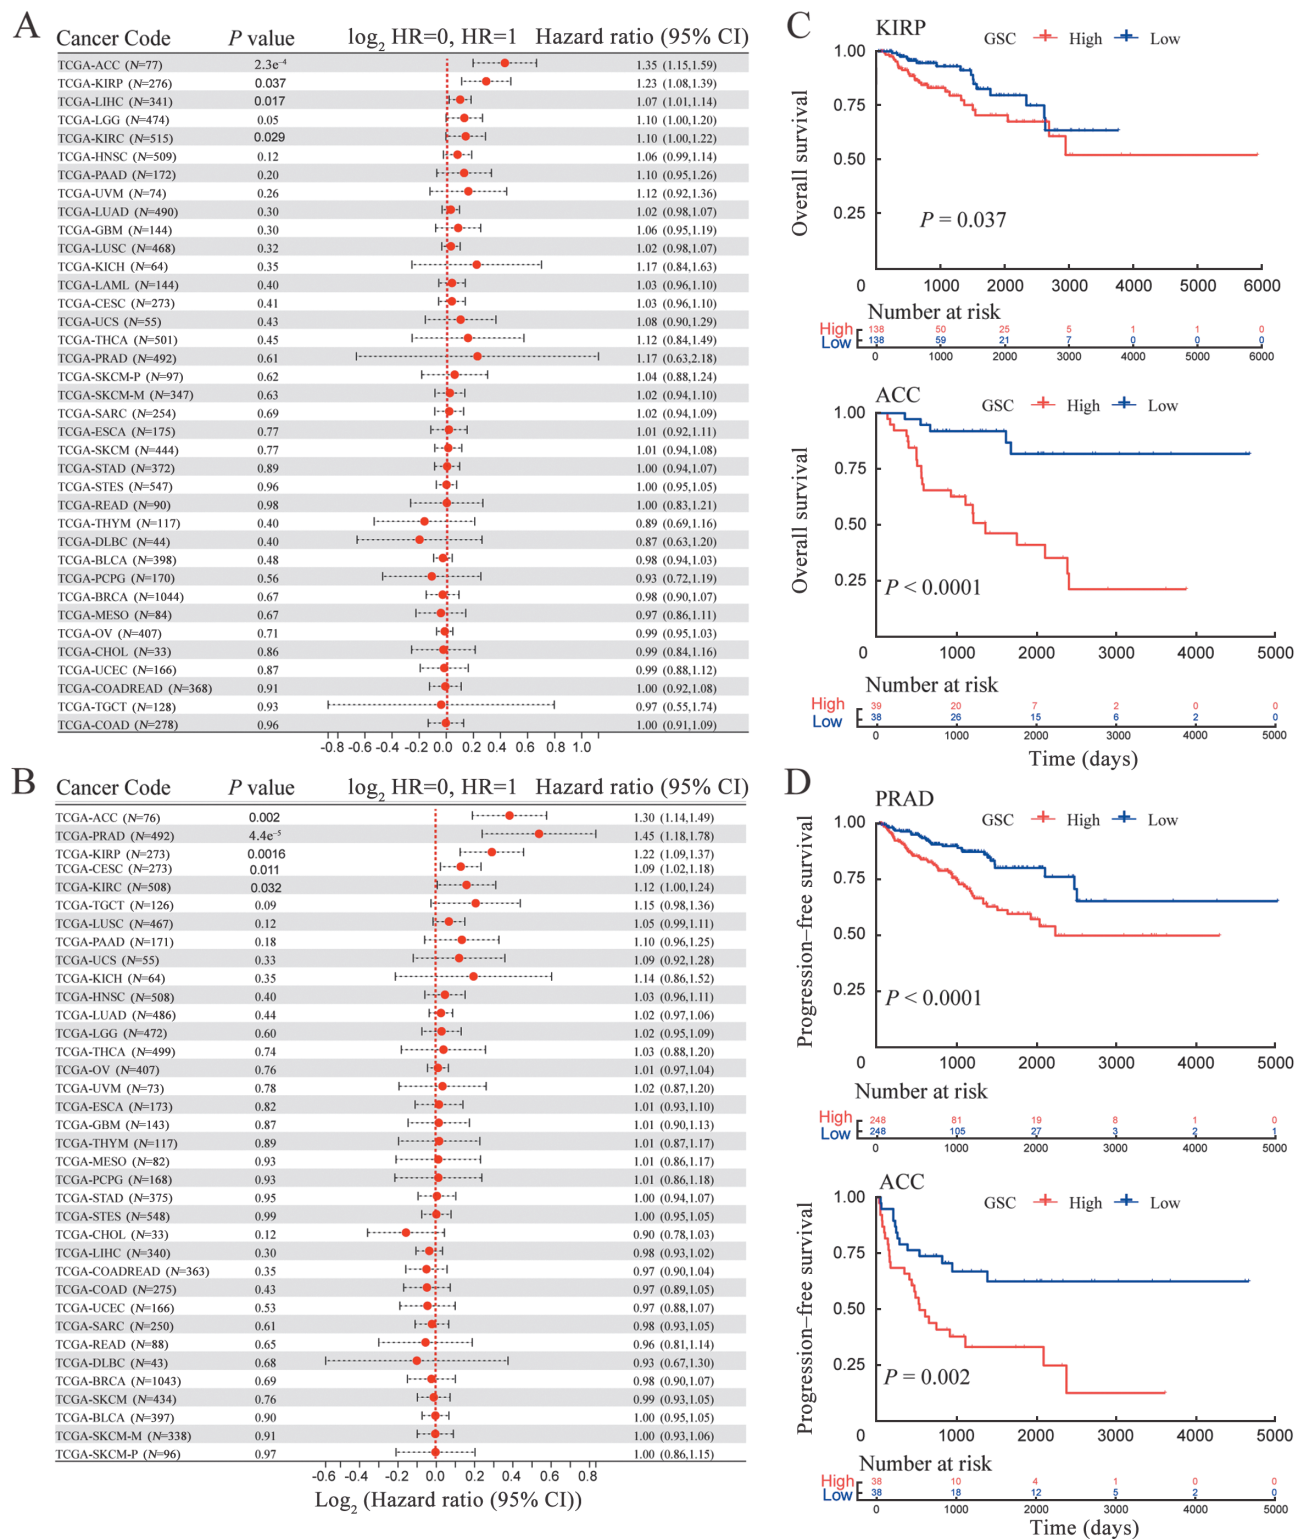 A
Cancer Code P value log2 HR=0, HR=1 Hazard ratio (95% CI)
TCGA-ACC (N=77) 2.3e-4 1.35 (1.15,1.59)
TCGA-KIRP (N=276) 0.037 1.23 (1.08,1.39)
TCGA-LIHC (N=341) 0.017 1.07 (1.01,1.14)
TCGA-LGG (N=474) 0.05 1.10 (1.00,1.20)
TCGA-KIRC (N=515) 0.029 1.10 (1.00,1.22)
TCGA-HNSC (N=509) 0.12 1.06 (0.99,1.14)
TCGA-PAAD (N=172) 0.20 1.10 (0.95,1.26)
TCGA-UVM (N=74) 0.26 1.12 (0.92,1.36)
TCGA-LUAD (N=490) 0.30 1.02 (0.98,1.07)
TCGA-GBM (N=144) 0.30 1.06 (0.95,1.19)
TCGA-LUSC (N=468) 0.32 1.02 (0.98,1.07)
TCGA-KICH (N=64) 0.35 1.17 (0.84,1.63)
TCGA-LAML (N=144) 0.40 1.03 (0.96,1.10)
TCGA-CESC (N=273) 0.41 1.03 (0.96,1.10)
TCGA-UCS (N=55) 0.43 1.08 (0.90,1.29)
TCGA-THCA (N=501) 0.45 1.12 (0.84,1.49)
TCGA-PRAD (N=492) 0.61 1.17 (0.63,2.18)
TCGA-SKCM-P (N=97) 0.62 1.04 (0.88,1.24)
TCGA-SKCM-M (N=347) 0.63 1.02 (0.94,1.10)
TCGA-SARC (N=254) 0.69 1.02 (0.94,1.09)
TCGA-ESCA (N=175) 0.77 1.01 (0.92,1.11)
TCGA-SKCM (N=444) 0.77 1.01 (0.94,1.08)
TCGA-STAD (N=372) 0.89 1.00 (0.94,1.07)
TCGA-STES (N=547) 0.96 1.00 (0.95,1.05)
TCGA-READ (N=90) 0.98 1.00 (0.83,1.21)
TCGA-THYM (N=117) 0.40 0.89 (0.69,1.16)
TCGA-DLBC (N=44) 0.40 0.87 (0.63,1.20)
TCGA-BLCA (N=398) 0.48 0.98 (0.94,1.03)
TCGA-PCPG (N=170) 0.56 0.93 (0.72,1.19)
TCGA-BRCA (N=1044) 0.67 0.98 (0.90,1.07)
TCGA-MESO (N=84) 0.67 0.97 (0.86,1.11)
TCGA-OV (N=407) 0.71 0.99 (0.95,1.03)
TCGA-CHOL (N=33) 0.86 0.99 (0.84,1.16)
TCGA-UCEC (N=166) 0.87 0.99 (0.88,1.12)
TCGA-COADREAD (N=368) 0.91 1.00 (0.92,1.08)
TCGA-TGCT (N=128) 0.93 0.97 (0.55,1.74)
TCGA-COAD (N=278) 0.96 1.00 (0.91,1.09)
-0.8 -0.6 -0.4 -0.2 0.0 0.2 0.4 0.6 0.8 1.0
B
Cancer Code P value log2 HR=0, HR=1 Hazard ratio (95% CI)
TCGA-ACC (N=76) 0.002 1.30 (1.14,1.49)
TCGA-PRAD (N=492) 4.4e-5 1.45 (1.18,1.78)
TCGA-KIRP (N=273) 0.0016 1.22 (1.09,1.37)
TCGA-CESC (N=273) 0.011 1.09 (1.02,1.18)
TCGA-KIRC (N=508) 0.032 1.12 (1.00,1.24)
TCGA-TGCT (N=126) 0.09 1.15 (0.98,1.36)
TCGA-LUSC (N=467) 0.12 1.05 (0.99,1.11)
TCGA-PAAD (N=171) 0.18 1.10 (0.96,1.25)
TCGA-UCS (N=55) 0.33 1.09 (0.92,1.28)
TCGA-KICH (N=64) 0.35 1.14 (0.86,1.52)
TCGA-HNSC (N=508) 0.40 1.03 (0.96,1.11)
TCGA-LUAD (N=486) 0.44 1.02 (0.97,1.06)
TCGA-LGG (N=472) 0.60 1.02 (0.95,1.09)
TCGA-THCA (N=499) 0.74 1.03 (0.88,1.20)
TCGA-OV (N=407) 0.76 1.01 (0.97,1.04)
TCGA-UVM (N=73) 0.78 1.02 (0.87,1.20)
TCGA-ESCA (N=173) 0.82 1.01 (0.93,1.10)
TCGA-GBM (N=143) 0.87 1.01 (0.90,1.13)
TCGA-THYM (N=117) 0.89 1.01 (0.87,1.17)
TCGA-MESO (N=82) 0.93 1.01 (0.86,1.17)
TCGA-PCPG (N=168) 0.93 1.01 (0.86,1.18)
TCGA-STAD (N=375) 0.95 1.00 (0.94,1.07)
TCGA-STES (N=548) 0.99 1.00 (0.95,1.05)
TCGA-CHOL (N=33) 0.12 0.90 (0.78,1.03)
TCGA-LIHC (N=340) 0.30 0.98 (0.93,1.02)
TCGA-COADREAD (N=363) 0.35 0.97 (0.90,1.04)
TCGA-COAD (N=275) 0.43 0.97 (0.89,1.05)
TCGA-UCEC (N=166) 0.53 0.97 (0.88,1.07)
TCGA-SARC (N=250) 0.61 0.98 (0.93,1.05)
TCGA-READ (N=88) 0.65 0.96 (0.81,1.14)
TCGA-DLBC (N=43) 0.68 0.93 (0.67,1.30)
TCGA-BRCA (N=1043) 0.69 0.98 (0.90,1.07)
TCGA-SKCM (N=434) 0.76 0.99 (0.93,1.05)
TCGA-BLCA (N=397) 0.90 1.00 (0.95,1.05)
TCGA-SKCM-M (N=338) 0.91 1.00 (0.93,1.06)
TCGA-SKCM-P (N=96) 0.97 1.00 (0.86,1.15)
-0.6 -0.4 -0.2 0.0 0.2 0.4 0.6 0.8
Log2 (Hazard ratio (95% CI))
C
KIRP
GSC High Low
Overall survival
1.00
0.75
0.50
0.25
P = 0.037
0 1000 2000 3000 4000 5000 6000
Number at risk
High 138 50 25 5 1 1 0
Low 138 59 21 7 0 0 0
0 1000 2000 3000 4000 5000 6000
ACC
GSC High Low
Overall survival
1.00
0.75
0.50
0.25
P < 0.0001
0 1000 2000 3000 4000 5000
Number at risk
High 39 20 7 2 0 0
Low 38 26 15 6 2 0
0 1000 2000 3000 4000 5000
Time (days)
D
PRAD
GSC High Low
Progression–free survival
1.00
0.75
0.50
0.25
P < 0.0001
0 1000 2000 3000 4000 5000
Number at risk
High 248 81 19 8 1 0
Low 248 105 27 3 2 1
0 1000 2000 3000 4000 5000
ACC
GSC High Low
Progression–free survival
1.00
0.75
0.50
0.25
P = 0.002
0 1000 2000 3000 4000 5000
Number at risk
High 38 10 4 1 0 0
Low 38 18 12 5 2 0
0 1000 2000 3000 4000 5000
Time (days)